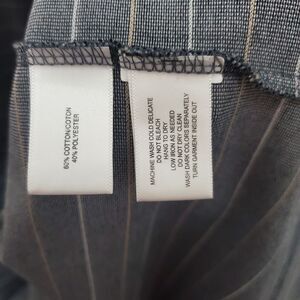 60% COTTON/COTON
40% POLYESTER
MACHINE WASH COLD DELICATE
DO NOT BLEACH
HANG TO DRY
LOW IRON AS NEEDED
DO NOT DRY CLEAN
WASH DARK COLORS SEPARATELY
TURN GARMENT INSIDE OUT